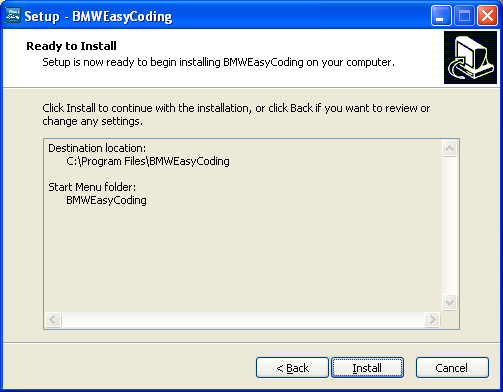 Setup - BMWEasyCoding
Ready to Install
Setup is now ready to begin installing BMWEasyCoding on your computer.
Click Install to continue with the installation, or click Back if you want to review or
change any settings.
Destination location:
C:\Program Files\BMWEasyCoding
Start Menu folder:
BMWEasyCoding
< Back
Install
Cancel